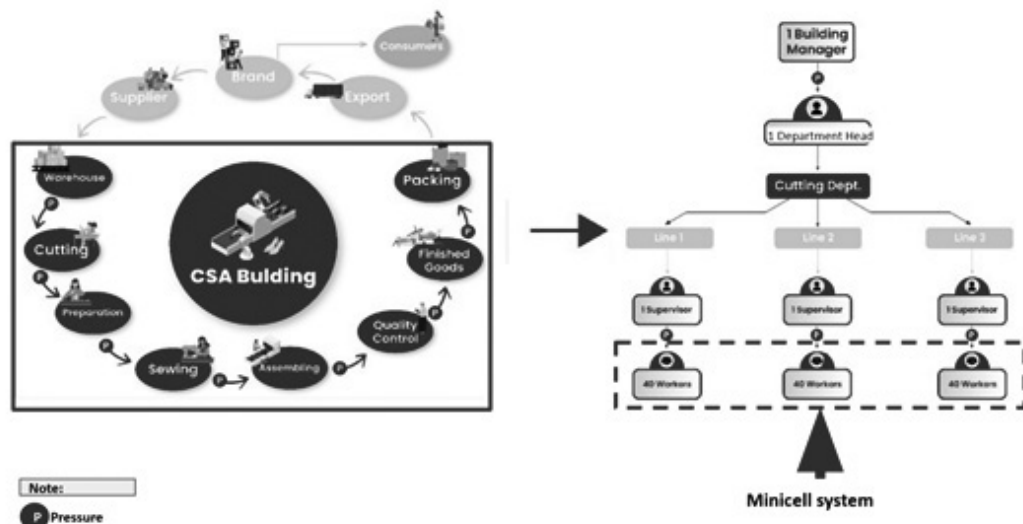 Consumers
Brand
Supplier
Export
Warehouse
P
Cutting
P
Preparation
P
Sewing
P
Assembling
P
Quality
Control
P
Finished
Goods
P
Packing
CSA Bulding
Note:
P Pressure
1 Building
Manager
P
1 Department Head
Cutting Dept.
Line 1 Line 2 Line 3
1 Supervisor 1 Supervisor 1 Supervisor
P P P
40 Workers 40 Workers 40 Workers
Minicell system